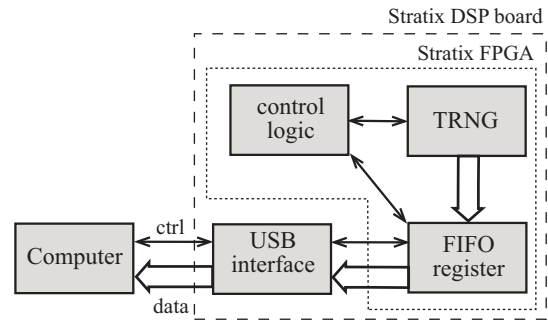 Stratix DSP board
Stratix FPGA
control
logic
TRNG
ctrl
Computer
USB
interface
FIFO
register
data